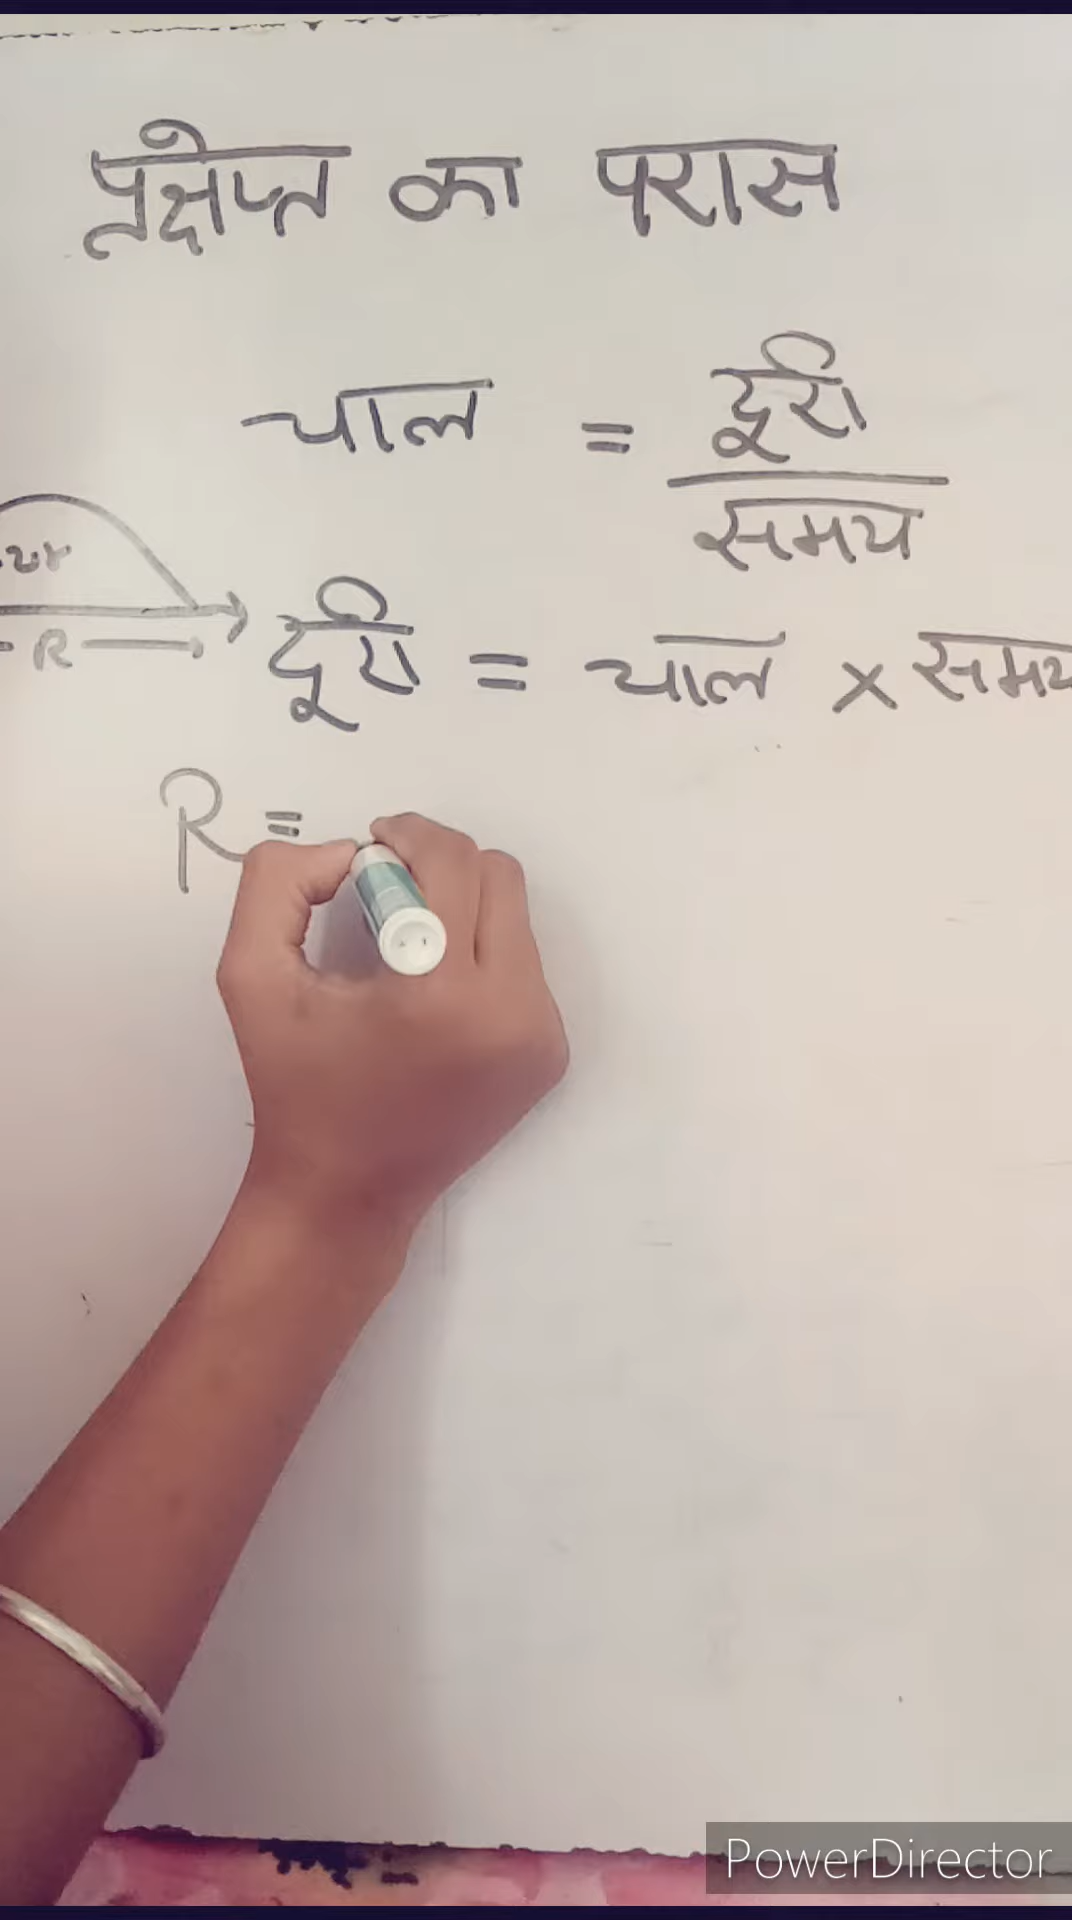 प्रक्षेप्त का परास
चाल = दूरी
समय
R
दूरी = चाल × समय
R =
PowerDirector